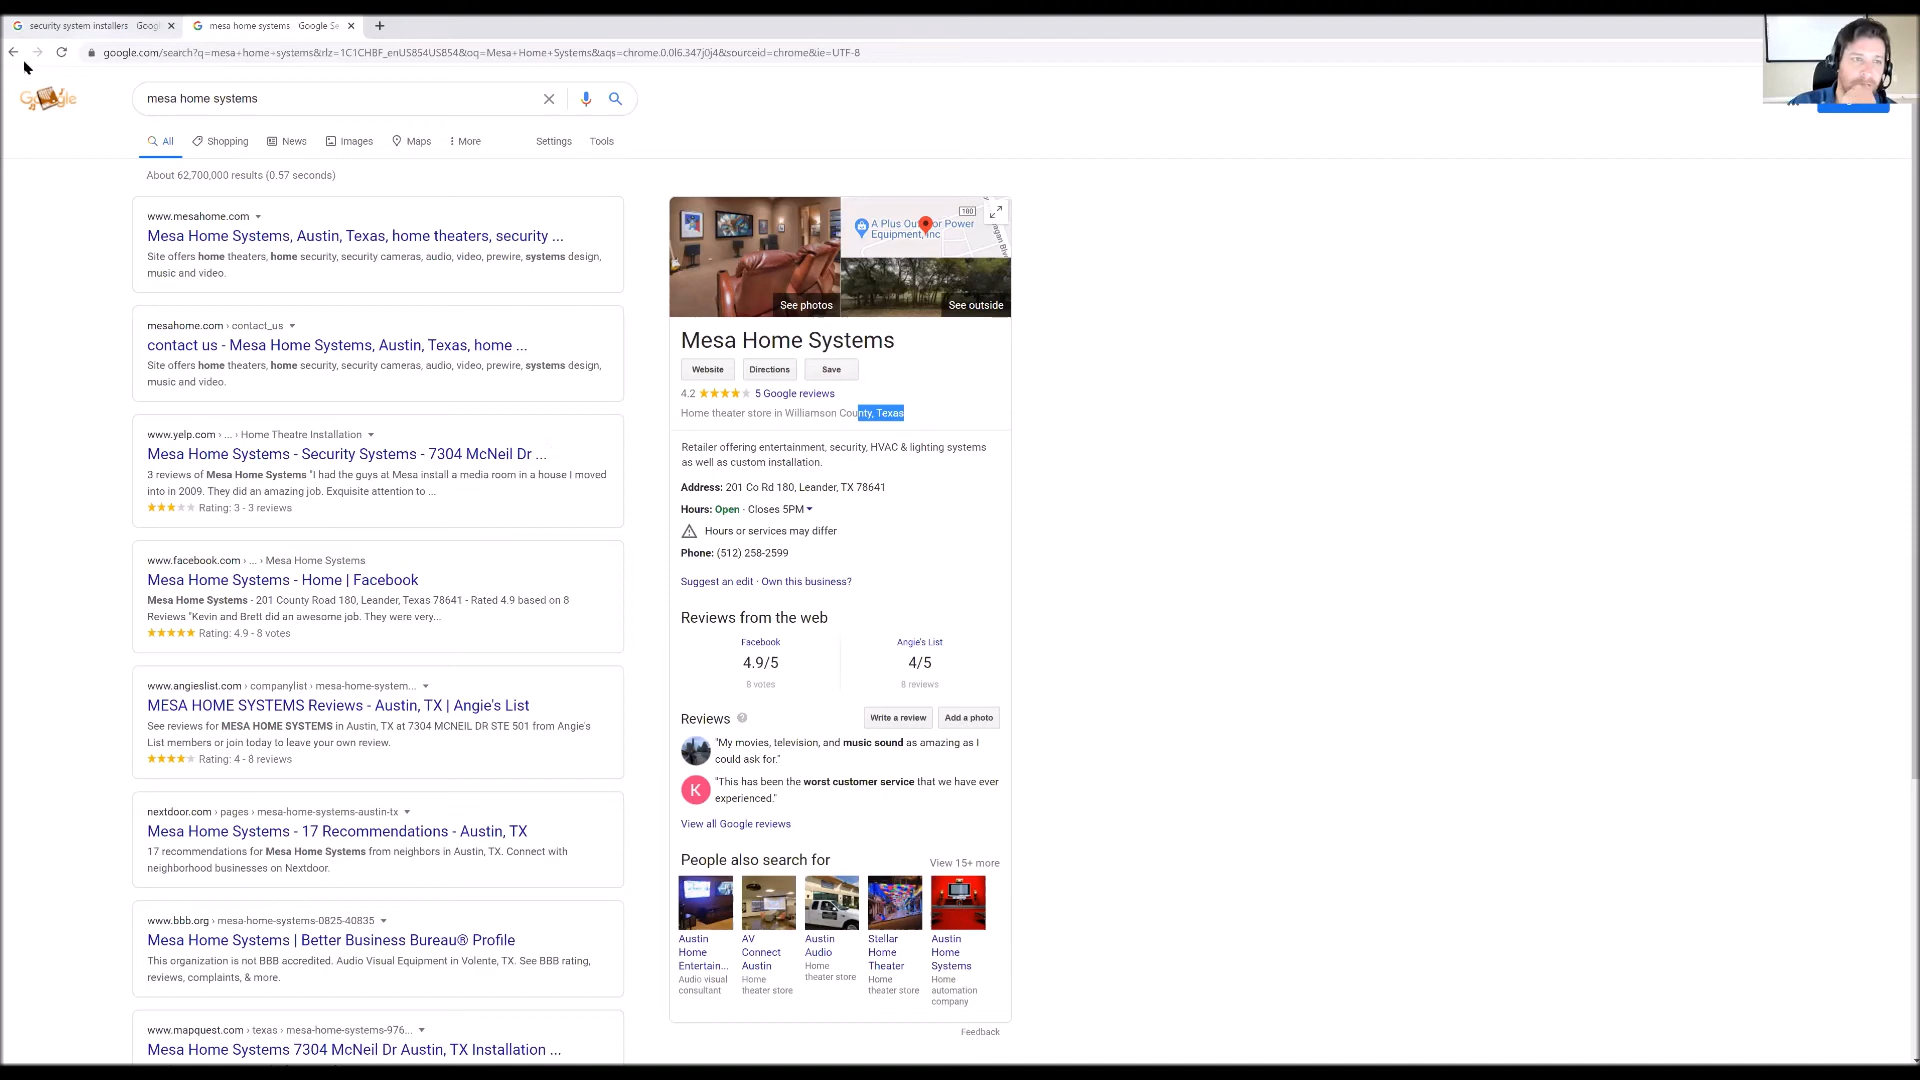 security system installers Goog
mesa home systems Google Se
google.com/search?q=mesa+home+systems&rlz=1C1CHBF_enUS854US854&oq=Mesa+Home+Systems&aqs=chrome.0.0l6.347j0j4&sourceid=chrome&ie=UTF-8
mesa home systems
All Shopping News Images Maps More Settings Tools
About 62,700,000 results (0.57 seconds)
www.mesahome.com
Mesa Home Systems, Austin, Texas, home theaters, security ...
Site offers home theaters, home security, security cameras, audio, video, prewire, systems design,
music and video.
mesahome.com › contact_us
contact us - Mesa Home Systems, Austin, Texas, home ...
Site offers home theaters, home security, security cameras, audio, video, prewire, systems design,
music and video.
www.yelp.com › ... › Home Theatre Installation
Mesa Home Systems - Security Systems - 7304 McNeil Dr ...
3 reviews of Mesa Home Systems "I had the guys at Mesa install a media room in a house I moved
into in 2009. They did an amazing job. Exquisite attention to ...
Rating: 3 - 3 reviews
www.facebook.com › ... › Mesa Home Systems
Mesa Home Systems - Home | Facebook
Mesa Home Systems - 201 County Road 180, Leander, Texas 78641 - Rated 4.9 based on 8
Reviews "Kevin and Brett did an awesome job. They were very...
Rating: 4.9 - 8 votes
www.angieslist.com › companylist › mesa-home-system...
MESA HOME SYSTEMS Reviews - Austin, TX | Angie's List
See reviews for MESA HOME SYSTEMS in Austin, TX at 7304 MCNEIL DR STE 501 from Angie's
List members or join today to leave your own review.
Rating: 4 - 8 reviews
nextdoor.com › pages › mesa-home-systems-austin-tx
Mesa Home Systems - 17 Recommendations - Austin, TX
17 recommendations for Mesa Home Systems from neighbors in Austin, TX. Connect with
neighborhood businesses on Nextdoor.
www.bbb.org › mesa-home-systems-0825-40835
Mesa Home Systems | Better Business Bureau® Profile
This organization is not BBB accredited. Audio Visual Equipment in Volente, TX. See BBB rating,
reviews, complaints, & more.
www.mapquest.com › texas › mesa-home-systems-976...
Mesa Home Systems 7304 McNeil Dr Austin, TX Installation ...
180
A Plus Outdoor Power
Equipment, Inc
See photos
See outside
Mesa Home Systems
Website Directions Save
4.2 5 Google reviews
Home theater store in Williamson County, Texas
Retailer offering entertainment, security, HVAC & lighting systems
as well as custom installation.
Address: 201 Co Rd 180, Leander, TX 78641
Hours: Open · Closes 5PM
Hours or services may differ
Phone: (512) 258-2599
Suggest an edit · Own this business?
Reviews from the web
Facebook Angie's List
4.9/5 4/5
8 votes 8 reviews
Reviews Write a review Add a photo
"My movies, television, and music sound as amazing as I
could ask for."
K
"This has been the worst customer service that we have ever
experienced."
View all Google reviews
People also search for View 15+ more
Austin
Home
Entertain...
Audio visual
consultant
AV
Connect
Austin
Home
theater store
Austin
Audio
Home
theater store
Stellar
Home
Theater
Home
theater store
Austin
Home
Systems
Home
automation
company
Feedback